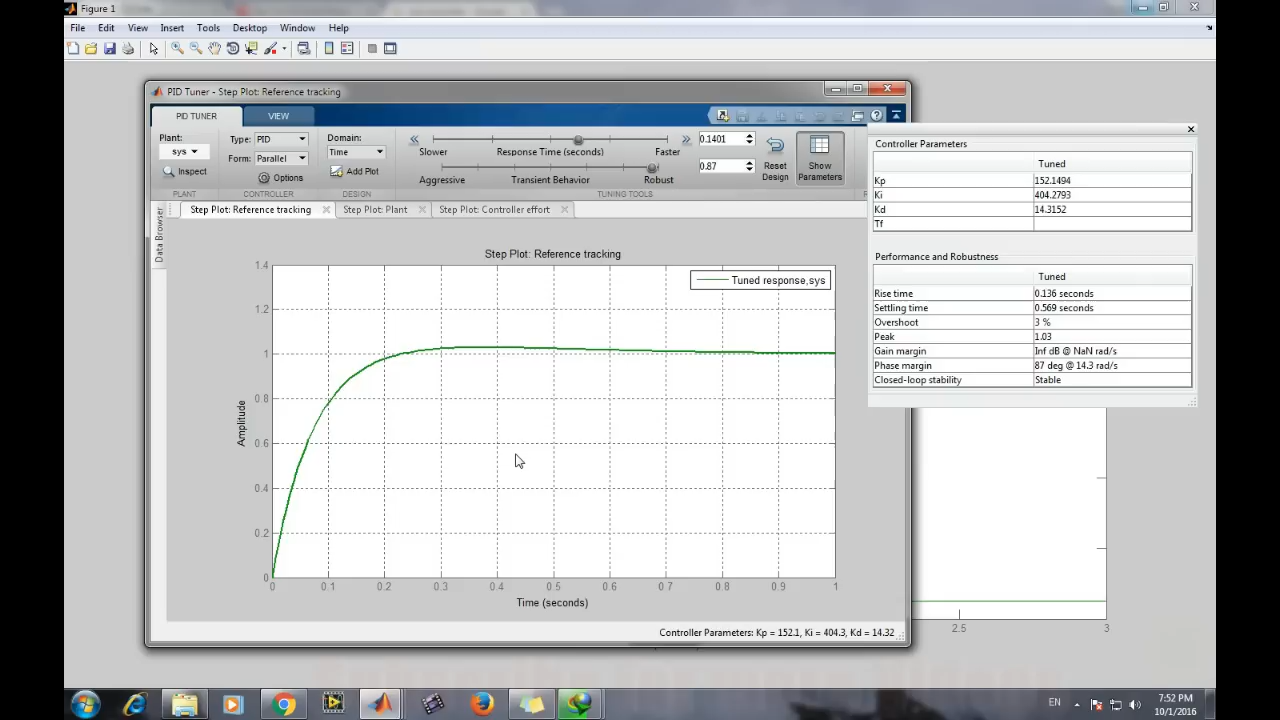 Figure 1
File Edit View Insert Tools Desktop Window Help
PID Tuner - Step Plot: Reference tracking
PID TUNER VIEW
Plant:
sys
Inspect
PLANT
Type: PID
Form: Parallel
Options
CONTROLLER
Domain:
Time
Add Plot
DESIGN
Slower Response Time (seconds) Faster
0.1401
Aggressive Transient Behavior Robust
0.87
TUNING TOOLS
Reset
Design
Show
Parameters
Step Plot: Reference tracking Step Plot: Plant Step Plot: Controller effort
Data Browser
Step Plot: Reference tracking
Tuned response,sys
1.4
1.2
1
0.8
0.6
0.4
0.2
0
Amplitude
0 0.1 0.2 0.3 0.4 0.5 0.6 0.7 0.8 0.9 1
Time (seconds)
Controller Parameters: Kp = 152.1, Ki = 404.3, Kd = 14.32
Controller Parameters
Tuned
Kp 152.1494
Ki 404.2793
Kd 14.3152
Tf
Performance and Robustness
Tuned
Rise time 0.136 seconds
Settling time 0.569 seconds
Overshoot 3 %
Peak 1.03
Gain margin Inf dB @ NaN rad/s
Phase margin 87 deg @ 14.3 rad/s
Closed-loop stability Stable
2.5 3
EN
7:52 PM
10/1/2016